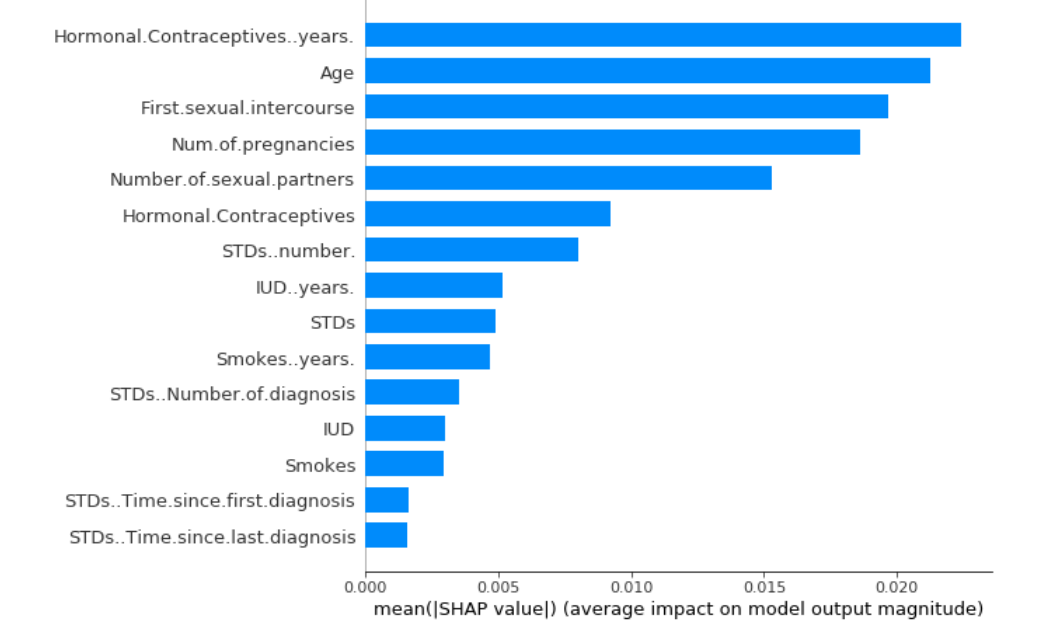 Hormonal.Contraceptives..years.
Age
First.sexual.intercourse
Num.of.pregnancies
Number.of.sexual.partners
Hormonal.Contraceptives
STDs..number.
IUD..years.
STDs
Smokes..years.
STDs..Number.of.diagnosis
IUD
Smokes
STDs..Time.since.first.diagnosis
STDs..Time.since.last.diagnosis
0.000 0.005 0.010 0.015 0.020
mean(|SHAP value|) (average impact on model output magnitude)